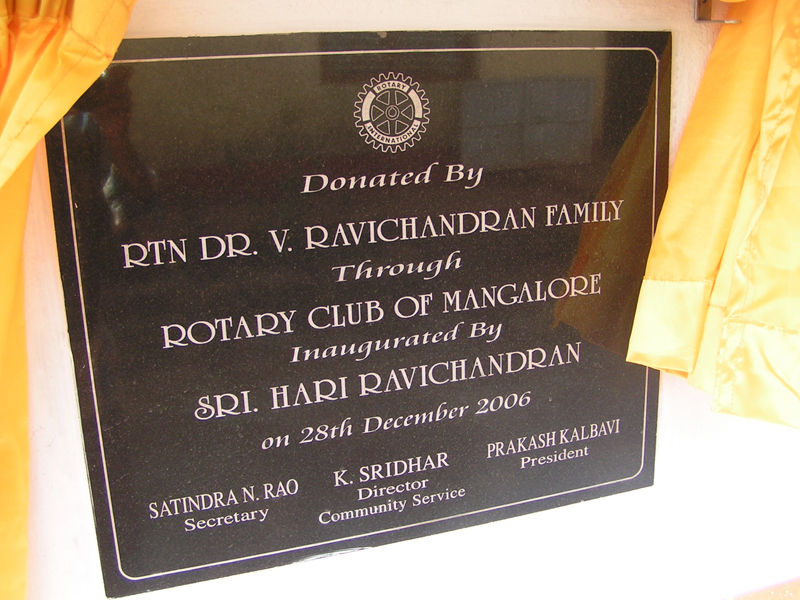 ROTARY
INTERNATIONAL
Donated By
RTN DR. V. RAVICHANDRAN FAMILY
Through
ROTARY CLUB OF MANGALORE
Inaugurated By
SRI. HARI RAVICHANDRAN
on 28th December 2006
SATINDRA N. RAO
Secretary
K. SRIDHAR
Director
Community Service
PRAKASH KALBAVI
President